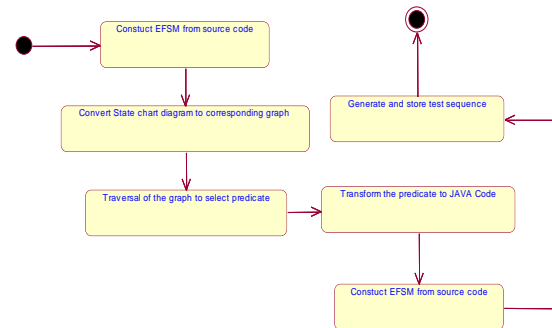 Constuct EFSM from source code
Convert State chart diagram to corresponding graph
Generate and store test sequence
Traversal of the graph to select predicate
Transform the predicate to JAVA Code
Constuct EFSM from source code